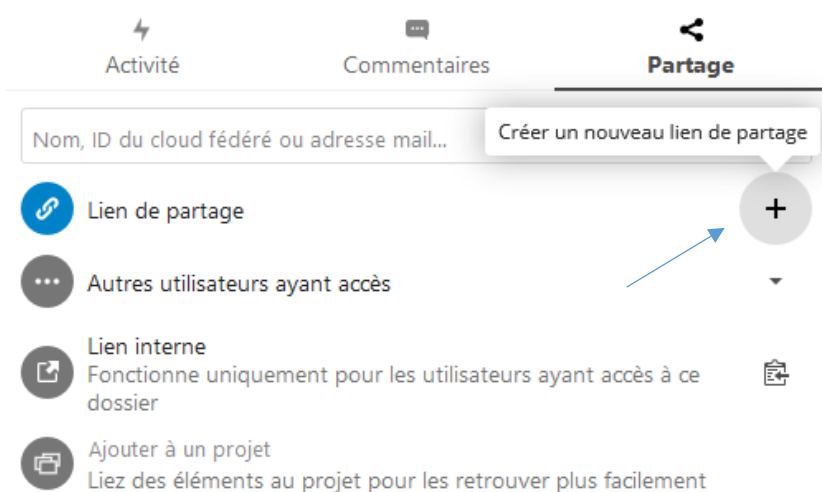 Activité
Commentaires
Partage
Nom, ID du cloud fédéré ou adresse mail...
Créer un nouveau lien de partage
Lien de partage
Autres utilisateurs ayant accès
Lien interne
Fonctionne uniquement pour les utilisateurs ayant accès à ce
dossier
Ajouter à un projet
Liez des éléments au projet pour les retrouver plus facilement